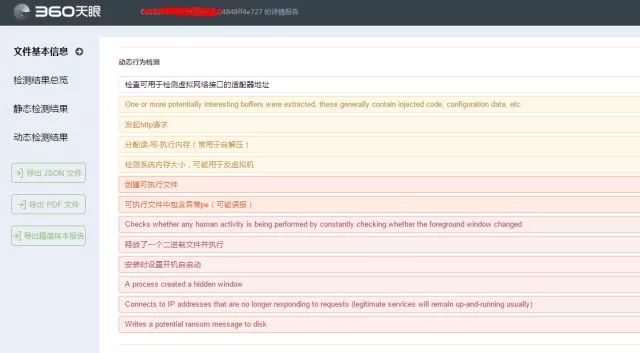 360天眼
04848ff4e727 的详情报告
文件基本信息
检测结果总览
静态检测结果
动态检测结果
导出 JSON 文件
导出 PDF 文件
导出精简样本报告
动态行为检测
检查可用于检测虚拟网络接口的适配器地址
One or more potentially interesting buffers were extracted, these generally contain injected code, configuration data, etc.
发起http请求
分配读-写-执行内存（常用于自解压）
检测系统内存大小，可能用于反虚拟机
创建可执行文件
可执行文件中包含异常pe（可能误报）
Checks whether any human activity is being performed by constantly checking whether the foreground window changed
释放了一个二进制文件并执行
安装时设置开机自启动
A process created a hidden window
Connects to IP addresses that are no longer responding to requests (legitimate services will remain up-and-running usually)
Writes a potential ransom message to disk